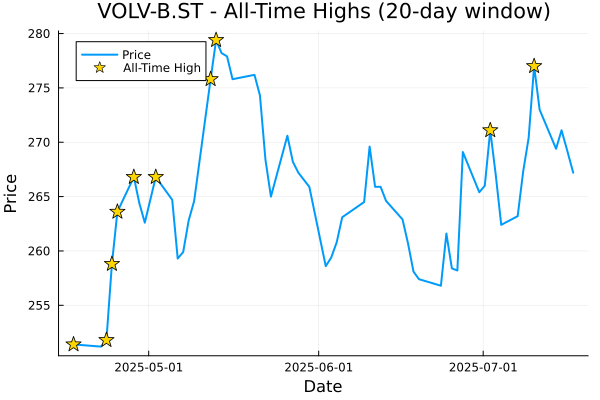 VOLV-B.ST - All-Time Highs (20-day window)
Price
All-Time High
280
275
270
265
260
255
Price
2025-05-01
2025-06-01
2025-07-01
Date